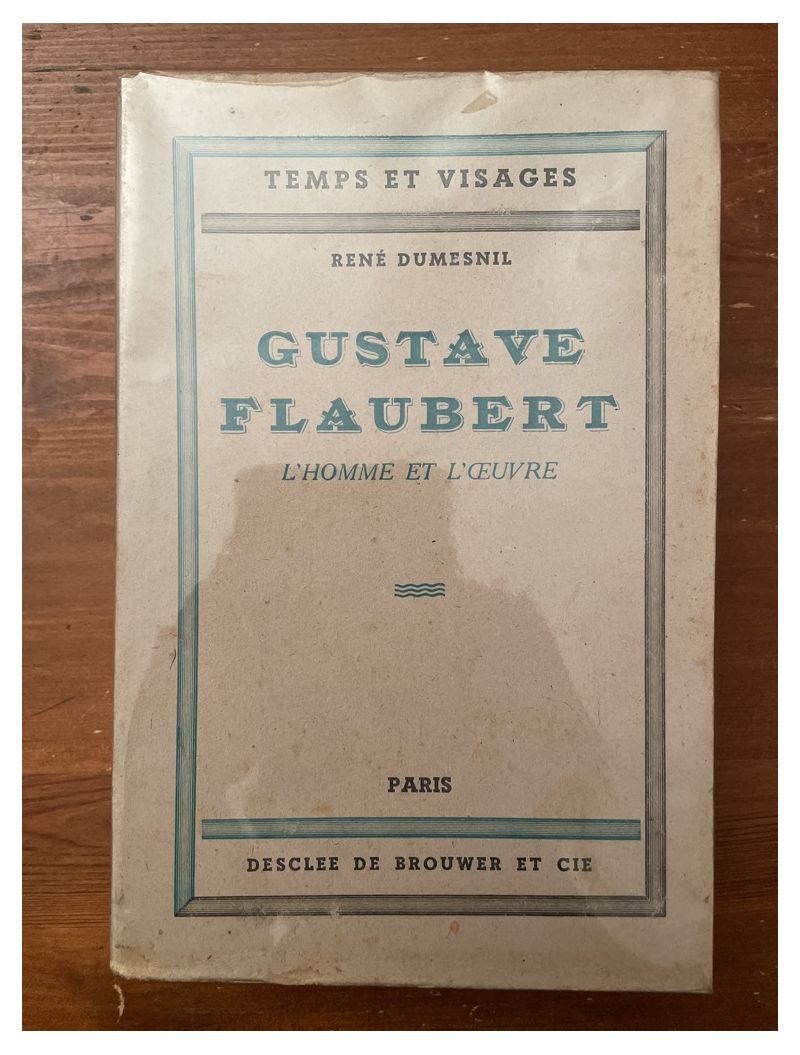 TEMPS ET VISAGES
RENÉ DUMESNIL
GUSTAVE
FLAUBERT
L'HOMME ET L'ŒUVRE
PARIS
DESCLEE DE BROUWER ET CIE